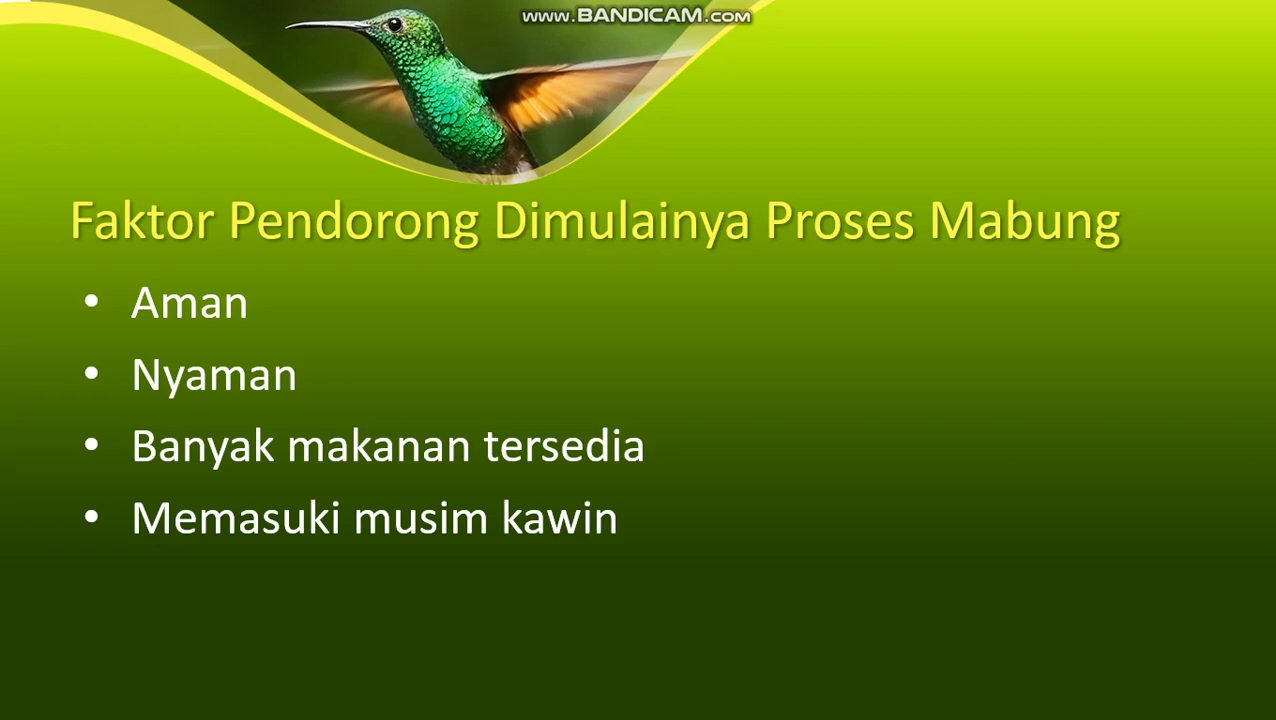 www.BANDICAM.com
Faktor Pendorong Dimulainya Proses Mabung
• Aman
• Nyaman
• Banyak makanan tersedia
• Memasuki musim kawin